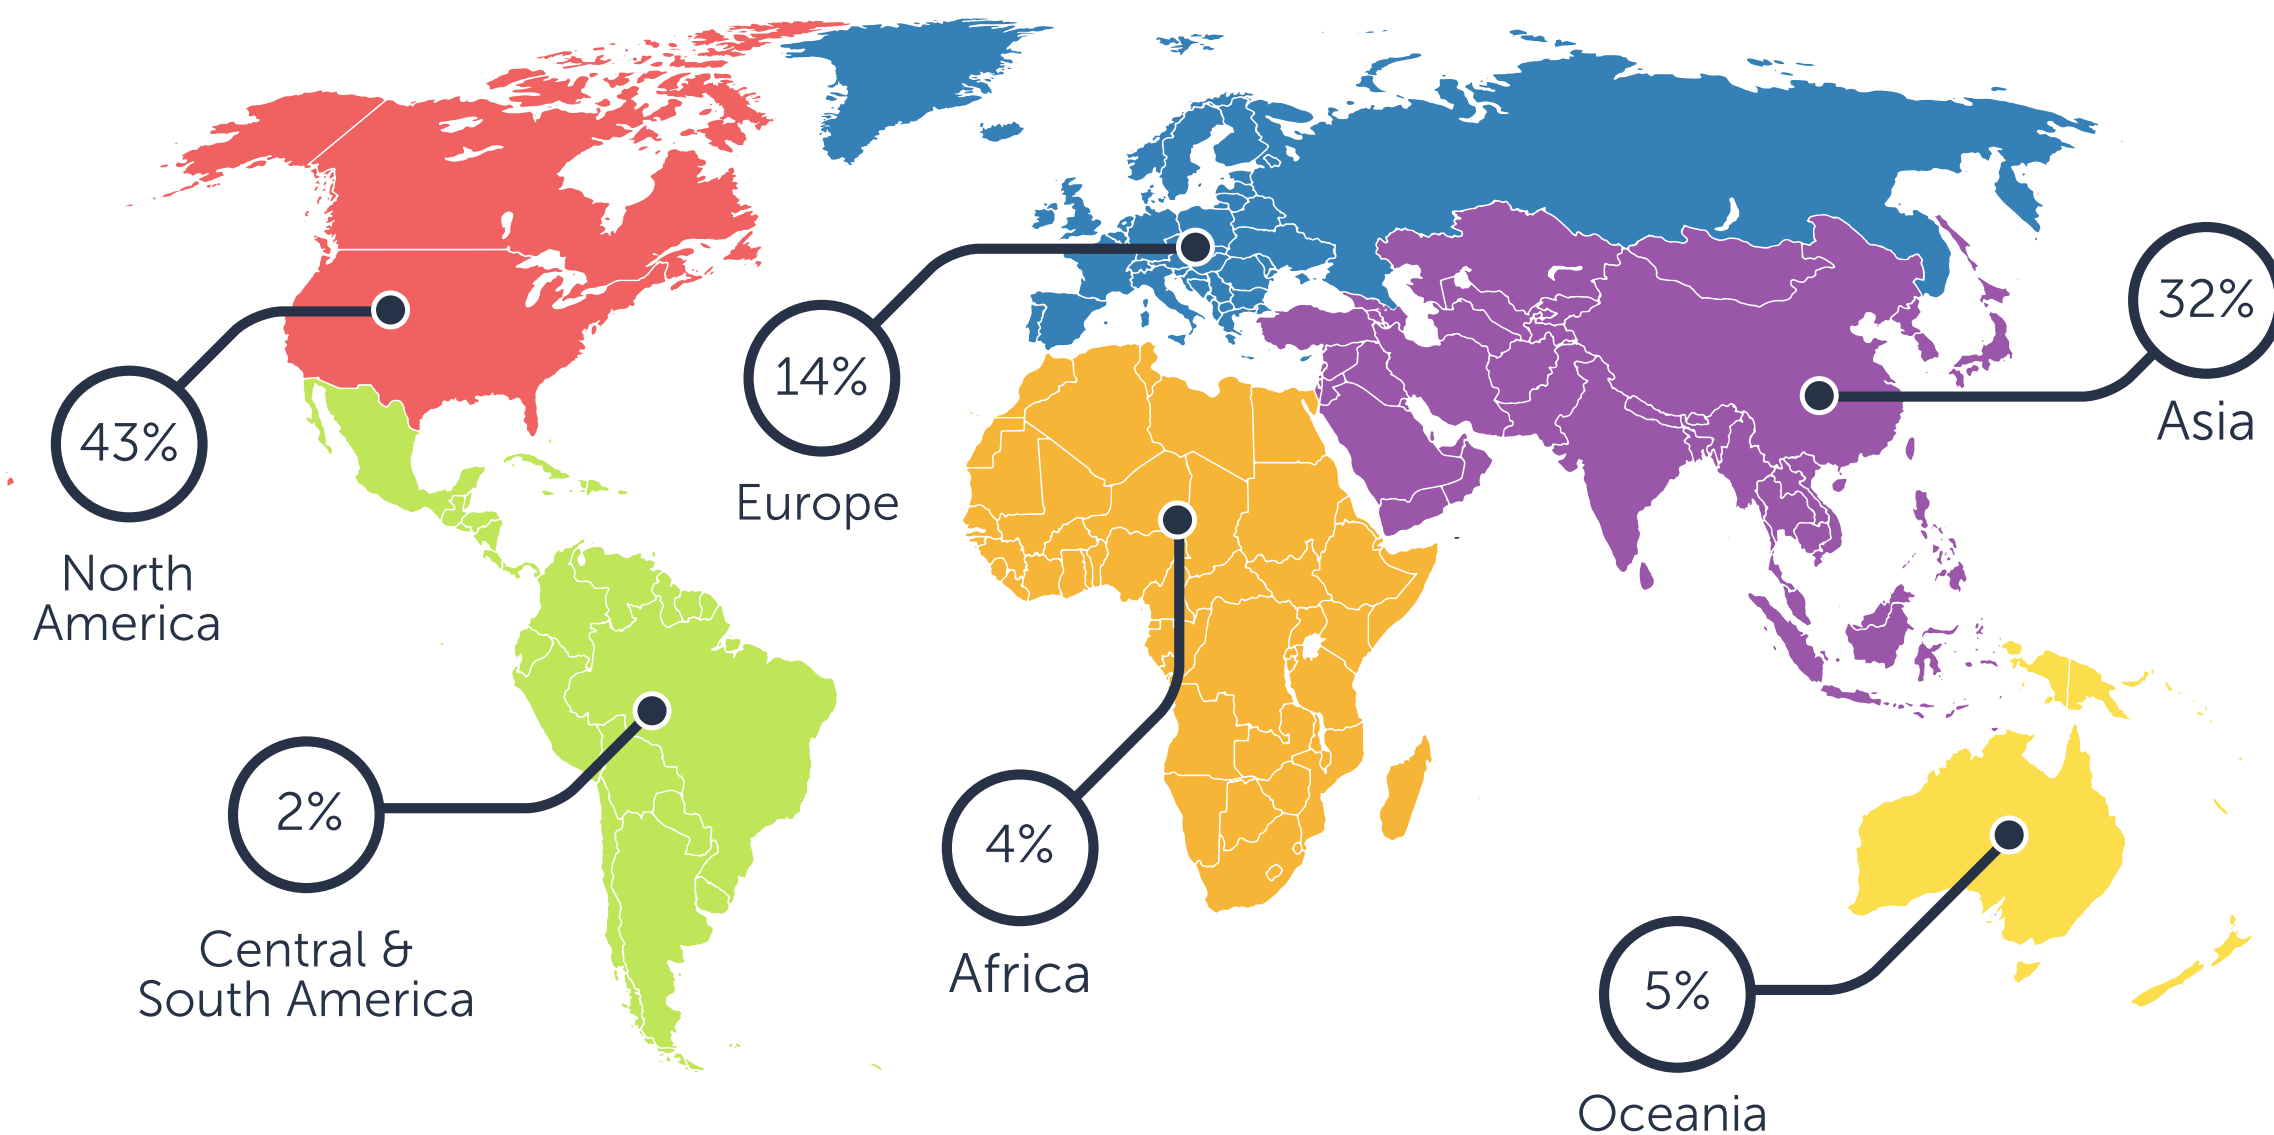 43%
North
America
14%
Europe
32%
Asia
2%
Central &
South America
4%
Africa
5%
Oceania